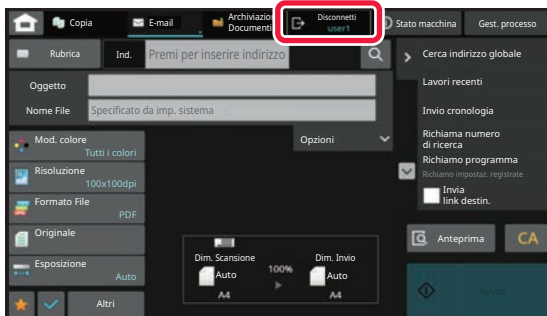 Copia
E-mail
Archiviazione
Documenti
Disconnetti
user1
Stato macchina
Gest. processo
Rubrica
Ind.
Premi per inserire indirizzo
Oggetto
Nome File
Specificato da imp. sistema
Mod. colore
Tutti i colori
Risoluzione
100x100dpi
Formato File
PDF
Originale
Esposizione
Auto
Altri
Opzioni
Dim. Scansione
Auto
A4
100%
Dim. Invio
Auto
A4
Cerca indirizzo globale
Lavori recenti
Invio cronologia
Richiama numero
di ricerca
Richiamo programma
Richiamo impostaz. registrate
Invia
link destin.
Anteprima
CA
Avvio